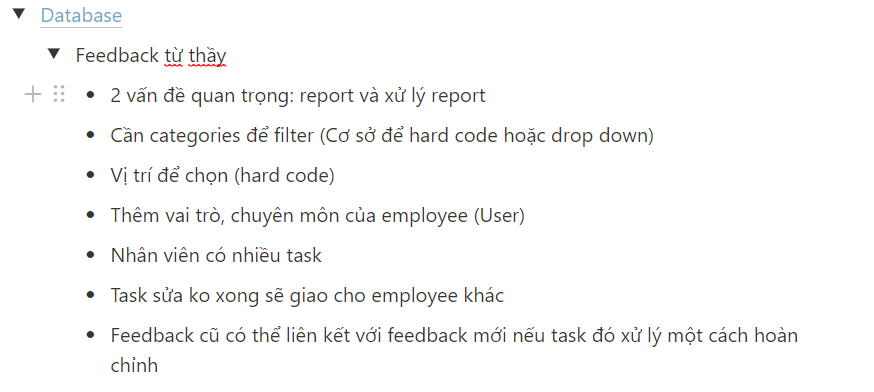 Database
Feedback từ thầy
2 vấn đề quan trọng: report và xử lý report
Cần categories để filter (Cơ sở để hard code hoặc drop down)
Vị trí để chọn (hard code)
Thêm vai trò, chuyên môn của employee (User)
Nhân viên có nhiều task
Task sửa ko xong sẽ giao cho employee khác
Feedback cũ có thể liên kết với feedback mới nếu task đó xử lý một cách hoàn
chỉnh